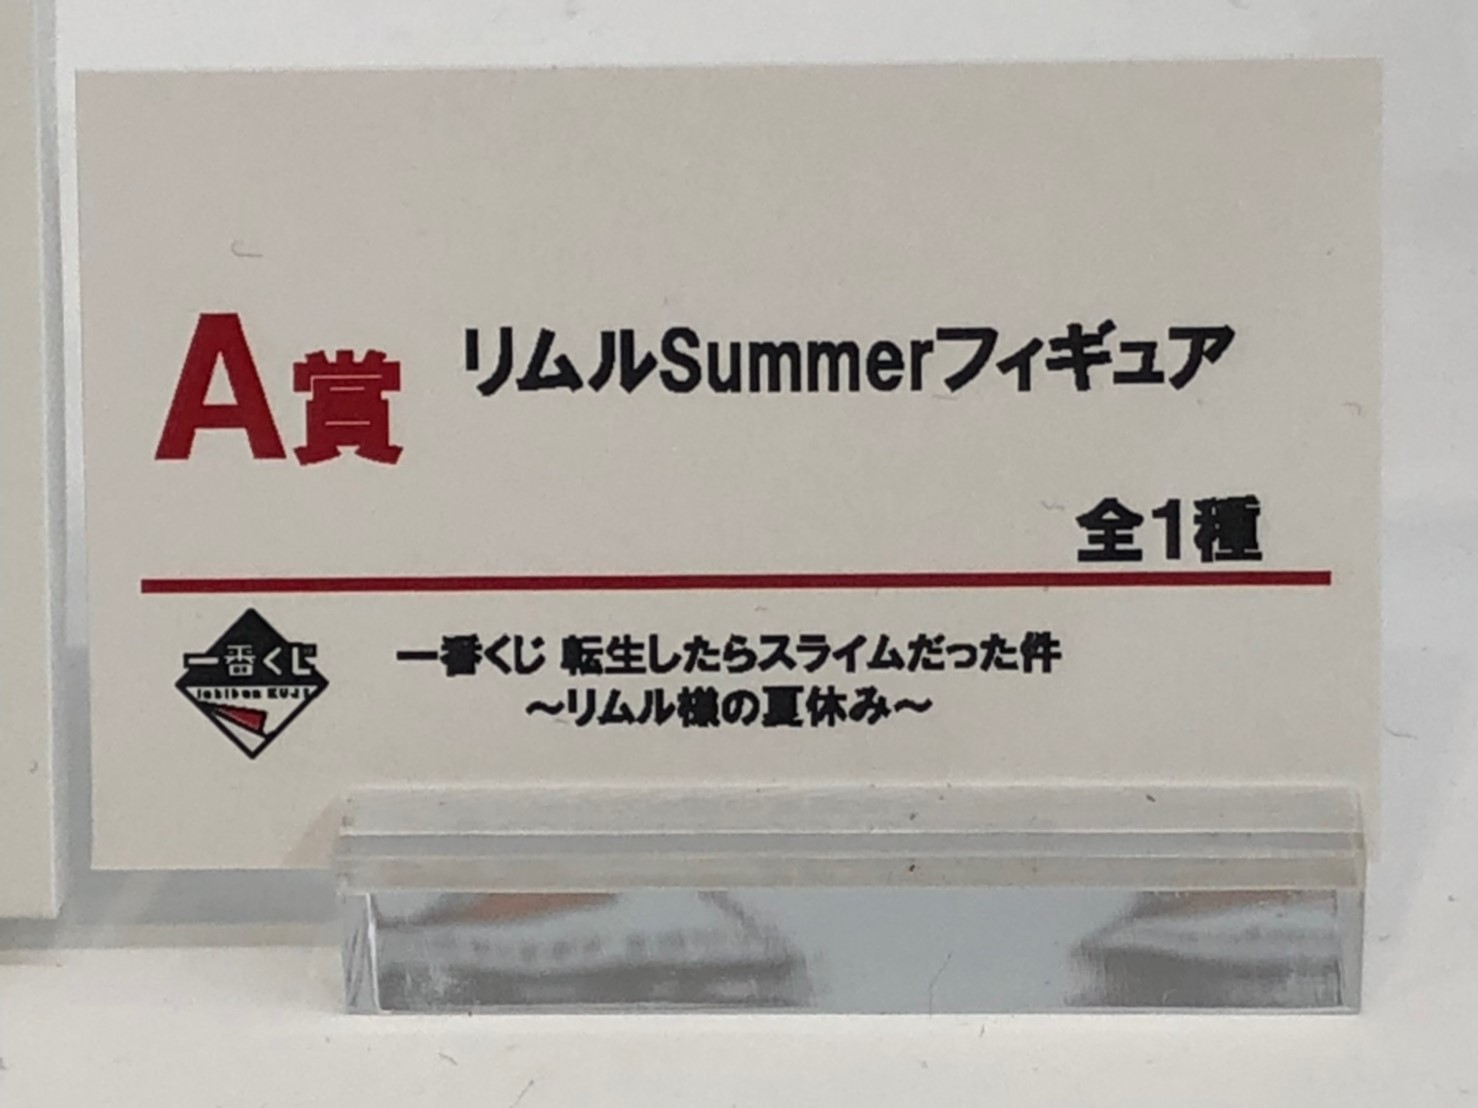 A賞 リムルSummerフィギュア
全1種
一番くじ
Ichiban KUJI
一番くじ 転生したらスライムだった件
～リムル様の夏休み～